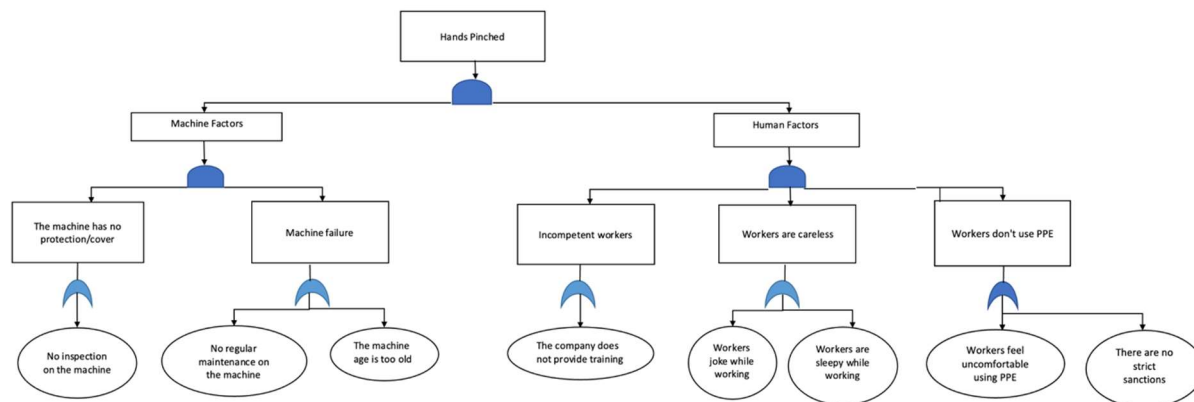 Hands Pinched
Machine Factors
Human Factors
The machine has no
protection/cover
Machine failure
Incompetent workers
Workers are careless
Workers don't use PPE
No inspection
on the machine
No regular
maintenance on
the machine
The machine
age is too old
The company does
not provide training
Workers
joke while
working
Workers are
sleepy while
working
Workers feel
uncomfortable
using PPE
There are no
strict
sanctions